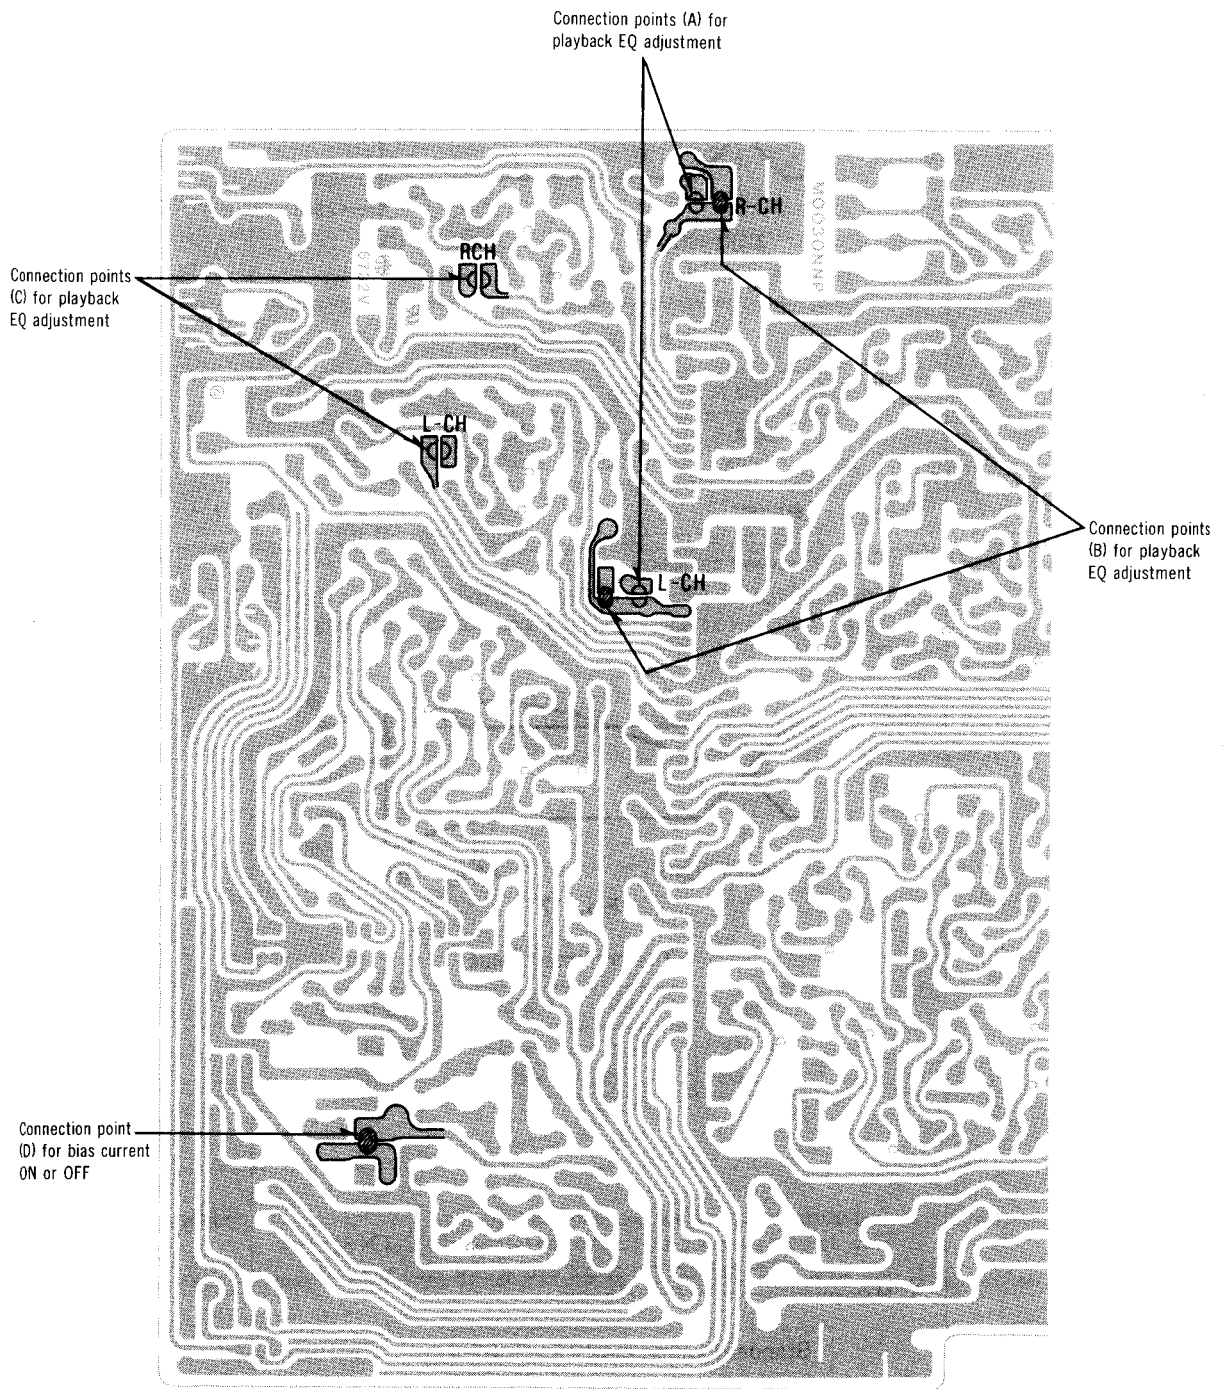 Connection points (A) for
playback EQ adjustment
R-CH
MO030NNP
RCH
Connection points
(C) for playback
EQ adjustment
L-CH
Connection points
(B) for playback
EQ adjustment
L-CH
Connection point
(D) for bias current
ON or OFF